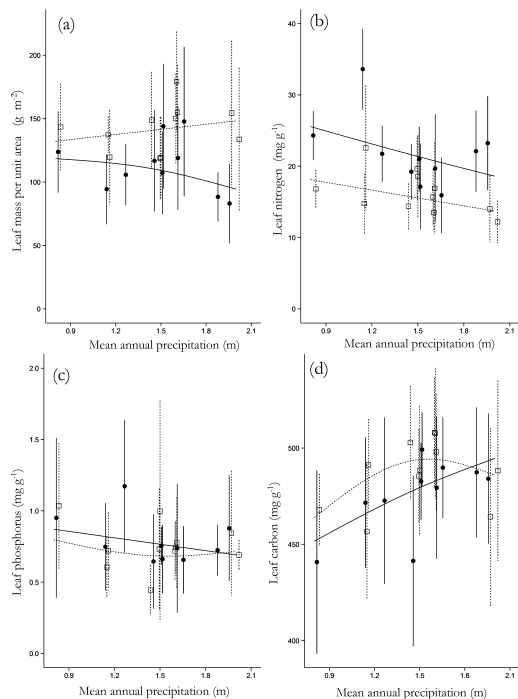 (a)
200
150
100
50
0
Leaf mass per unit area (g m⁻²)
0.9 1.2 1.5 1.8 2.1
Mean annual precipitation (m)
(b)
40
30
20
10
0
Leaf nitrogen (mg g⁻¹)
0.9 1.2 1.5 1.8 2.1
Mean annual precipitation (m)
(c)
2.0
1.5
1.0
0.5
0.0
Leaf phosphorus (mg g⁻¹)
0.9 1.2 1.5 1.8 2.1
Mean annual precipitation (m)
(d)
500
450
400
Leaf carbon (mg g⁻¹)
0.9 1.2 1.5 1.8 2.1
Mean annual precipitation (m)